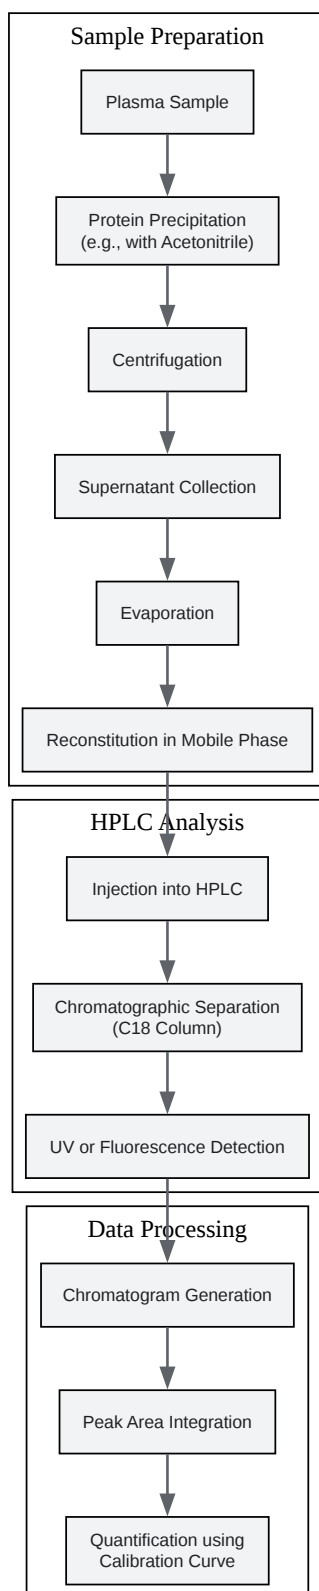 Sample Preparation
Plasma Sample
Protein Precipitation
(e.g., with Acetonitrile)
Centrifugation
Supernatant Collection
Evaporation
Reconstitution in Mobile Phase
HPLC Analysis
Injection into HPLC
Chromatographic Separation
(C18 Column)
UV or Fluorescence Detection
Data Processing
Chromatogram Generation
Peak Area Integration
Quantification using
Calibration Curve